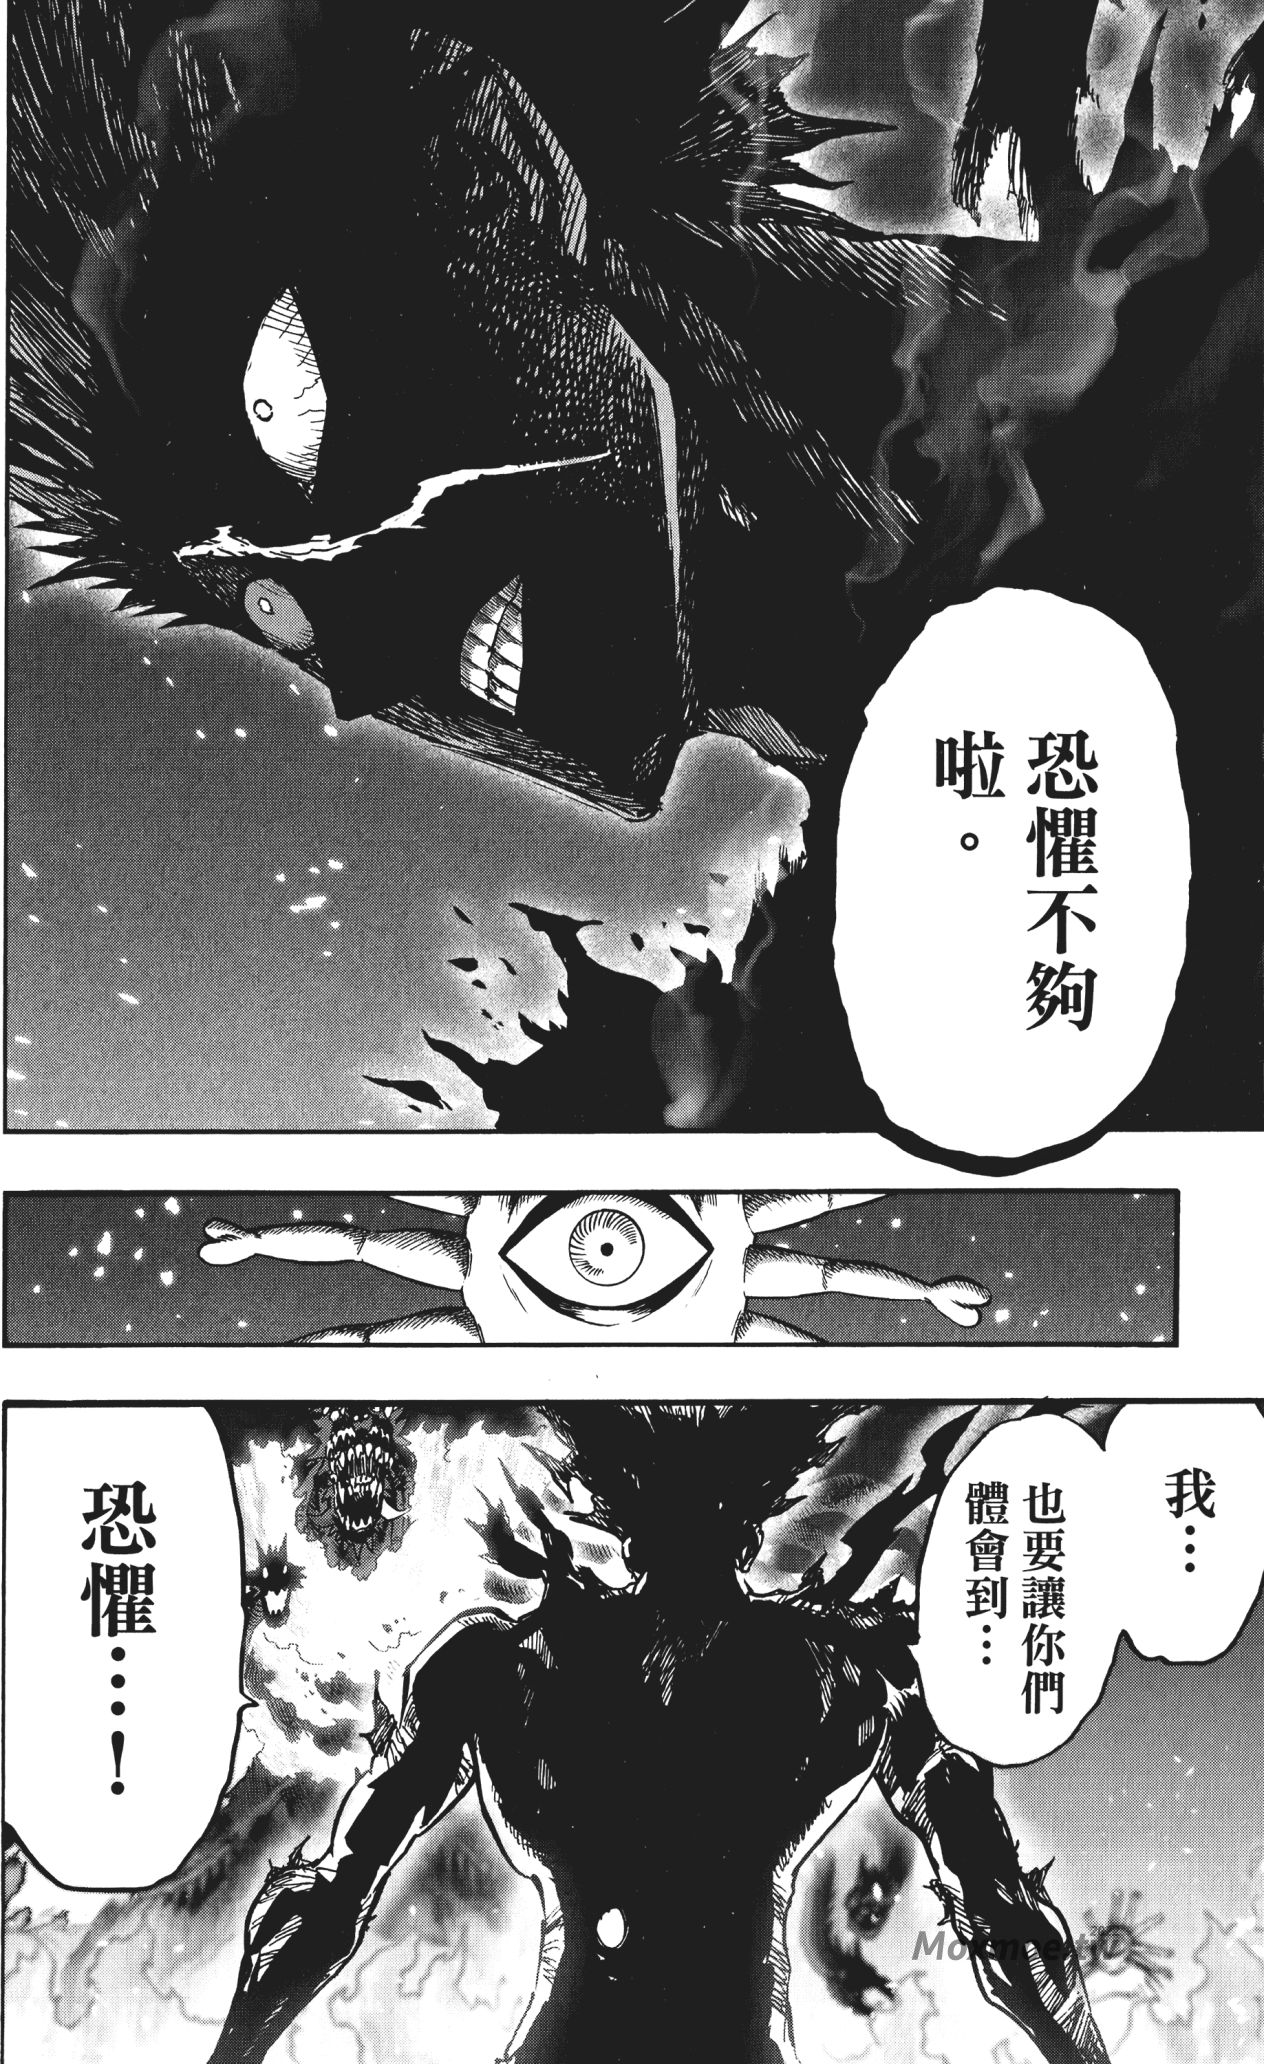 恐懼不夠
啦。
我…
也要讓你們
體會到…
恐懼……！